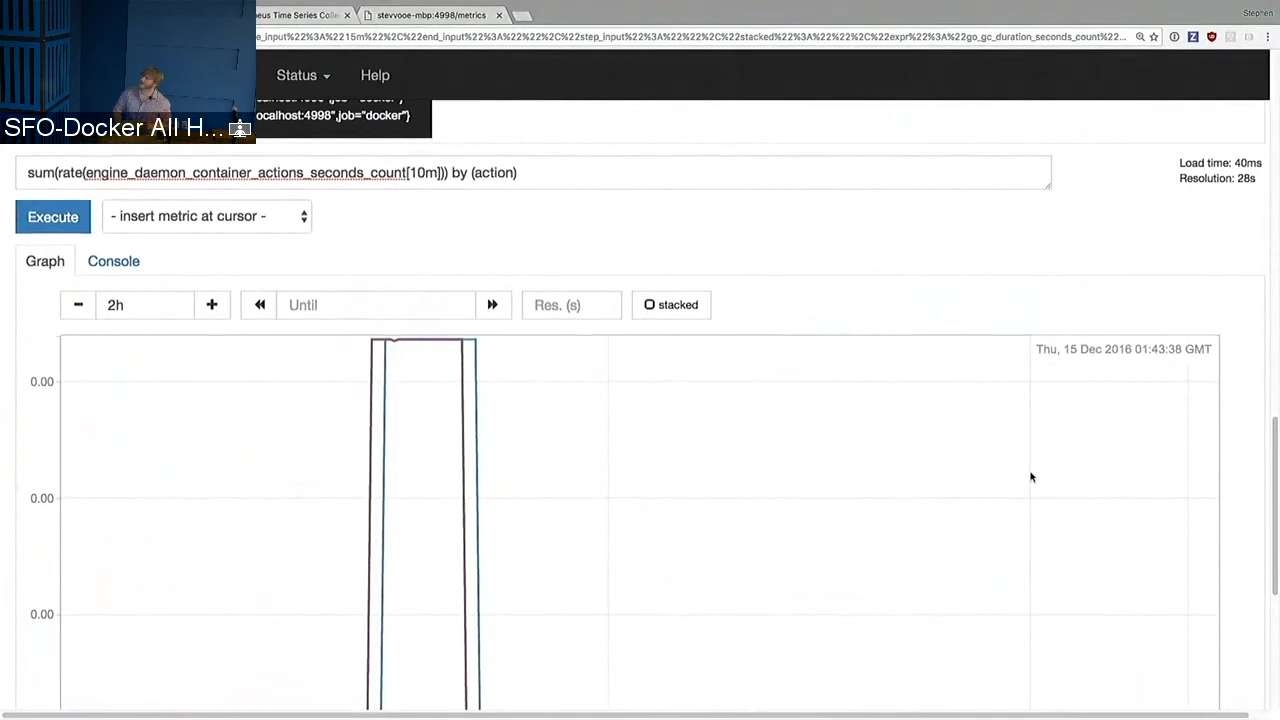 eus Time Series Colle
stevvooe-mbp:4998/metrics
Stephen
e_input%22%3A%2215m%22%2C%22end_input%22%3A%22%22%2C%22step_input%22%3A%22%22%2C%22stacked%22%3A%22%22%2C%22expr%22%3A%22go_gc_duration_seconds_count%22...
Status
Help
ocalhost:4998",job="docker"}
SFO-Docker All H...
sum(rate(engine_daemon_container_actions_seconds_count[10m])) by (action)
Load time: 40ms
Resolution: 28s
Execute
- insert metric at cursor -
Graph
Console
2h
Until
Res. (s)
stacked
Thu, 15 Dec 2016 01:43:38 GMT
0.00
0.00
0.00